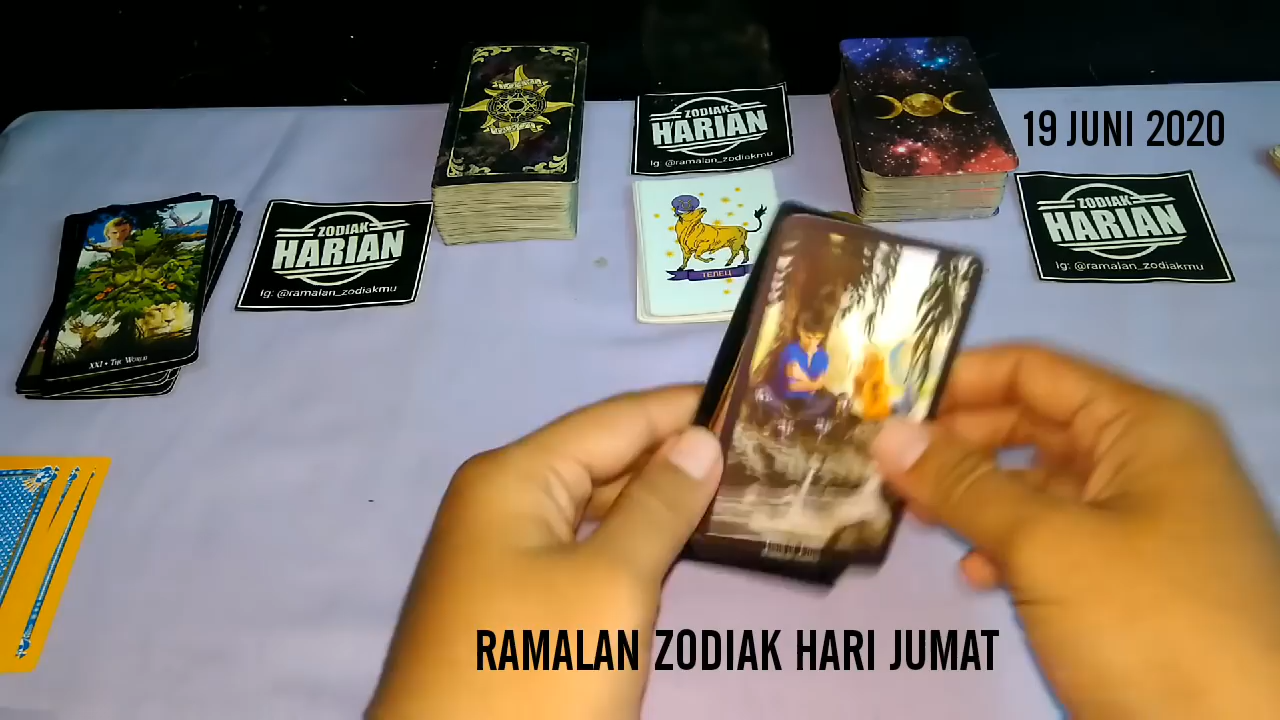 ZODIAK
HARIAN
Ig: @ramalan_zodiakmu
19 JUNI 2020
ZODIAK
HARIAN
Ig: @ramalan_zodiakmu
ZODIAK
HARIAN
Ig: @ramalan_zodiakmu
ТЕЛЕЦ
XXI • THE WORLD
RAMALAN ZODIAK HARI JUMAT